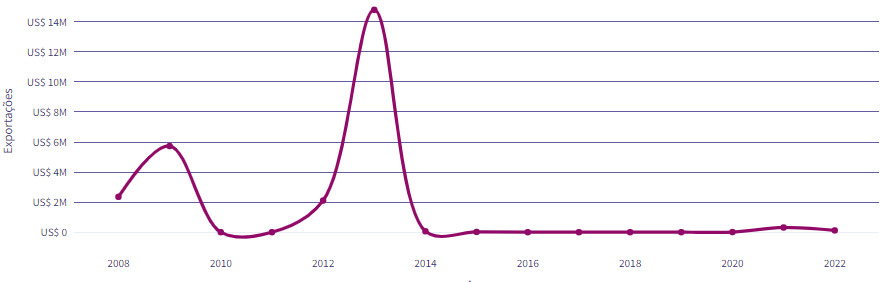 Exportações
US$ 14M
US$ 12M
US$ 10M
US$ 8M
US$ 6M
US$ 4M
US$ 2M
US$ 0
2008 2010 2012 2014 2016 2018 2020 2022